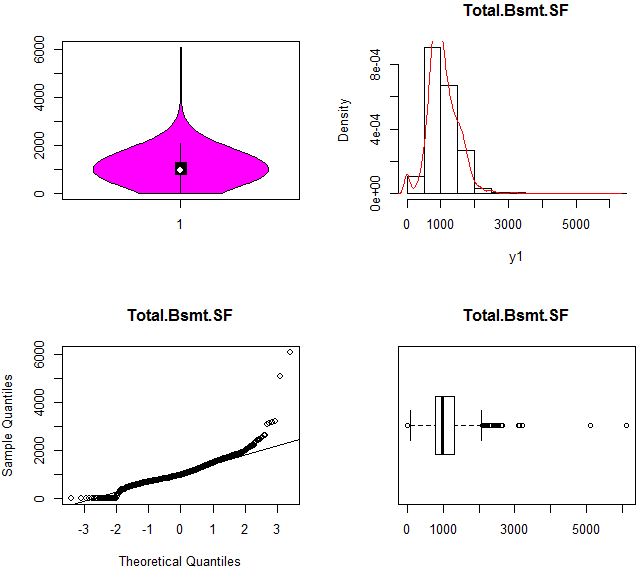 Total.Bsmt.SF
0 2000 4000 6000
1
Density
0e+00 4e-04 8e-04
0 1000 3000 5000
y1
Total.Bsmt.SF
Sample Quantiles
0 2000 4000 6000
-3 -2 -1 0 1 2 3
Theoretical Quantiles
Total.Bsmt.SF
0 1000 3000 5000